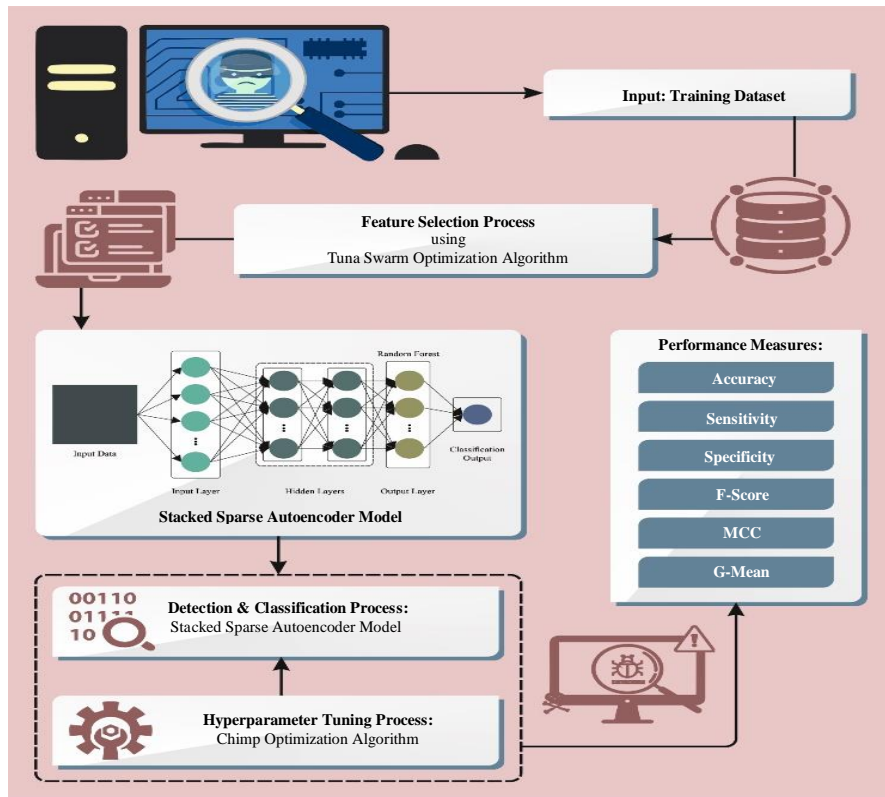 Input: Training Dataset
Feature Selection Process
using
Tuna Swarm Optimization Algorithm
Random Forest
Input Data
Input Layer
Hidden Layers
Output Layer
Classification
Output
Stacked Sparse Autoencoder Model
00110
01111
10
Detection & Classification Process:
Stacked Sparse Autoencoder Model
Hyperparameter Tuning Process:
Chimp Optimization Algorithm
Performance Measures:
Accuracy
Sensitivity
Specificity
F-Score
MCC
G-Mean